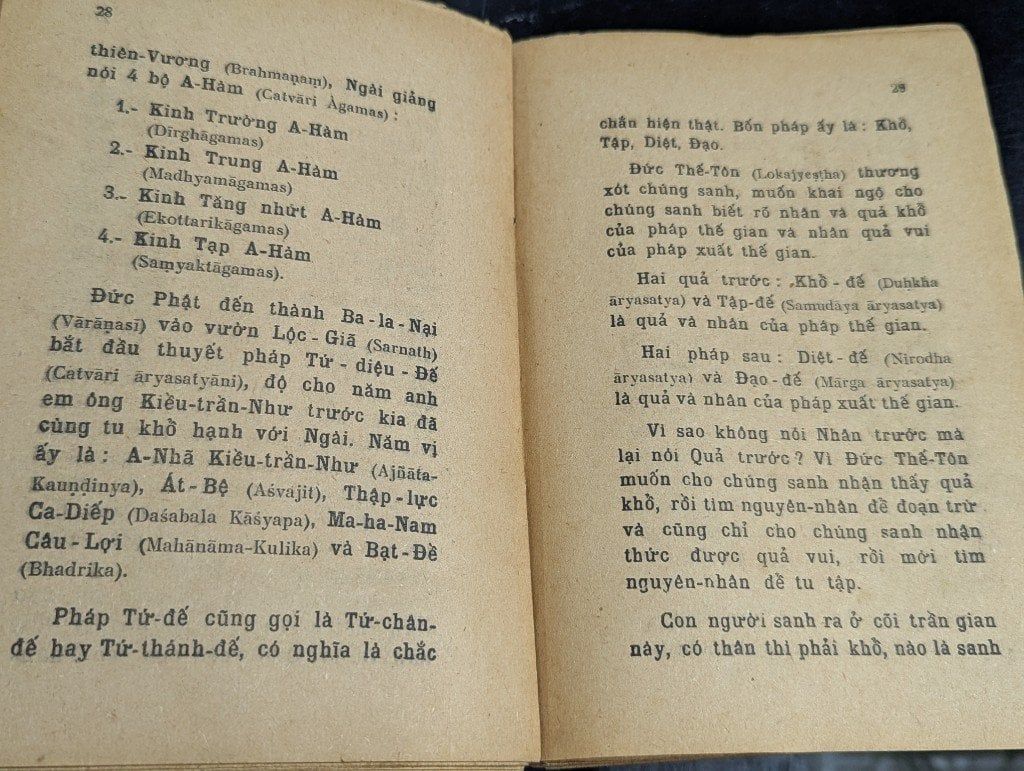 28
thiên-Vương (Brahmaṇaṃ), Ngài giảng
nói 4 bộ A-Hàm (Catvāri Àgamas) :
1.- Kinh Trường A-Hàm
(Dīrghāgamas)
2.- Kinh Trung A-Hàm
(Madhyamāgamas)
3.- Kinh Tăng nhứt A-Hàm
(Ekottarikāgamas)
4.- Kinh Tạp A-Hàm
(Saṃyaktāgamas).
Đức Phật đến thành Ba-la-Nại
(Vārāṇasī) vào vườn Lộc-Giã (Sarnath)
bắt đầu thuyết pháp Tứ-diệu-Đế
(Catvāri āryasatyāni), độ cho năm anh
em ông Kiều-trần-Như trước kia đã
cùng tu khổ hạnh với Ngài. Năm vị
ấy là : A-Nhã Kiều-trần-Như (Ajñāta-
Kauṇḍinya), Át-Bệ (Aśvajit), Thập-lực
Ca-Diếp (Daśabala Kāśyapa), Ma-ha-Nam
Câu-Lợi (Mahānāma-Kulika) và Bạt-Đề
(Bhadrika).
Pháp Tứ-đế cũng gọi là Tứ-chân-
đế hay Tứ-thánh-đế, có nghĩa là chắc
29
chắn hiện thật. Bốn pháp ấy là : Khổ,
Tập, Diệt, Đạo.
Đức Thế-Tôn (Lokajyeṣṭha) thương
xót chúng sanh, muốn khai ngộ cho
chúng sanh biết rõ nhân và quả khổ
của pháp thế gian và nhân quả vui
của pháp xuất thế gian.
Hai quả trước : Khổ-đế (Duḥkha
āryasatya) và Tập-đế (Samudāya āryasatya)
là quả và nhân của pháp thế gian.
Hai pháp sau : Diệt-đế (Nirodha
āryasatya) và Đạo-đế (Mārga āryasatya)
là quả và nhân của pháp xuất thế gian.
Vì sao không nói Nhân trước mà
lại nói Quả trước ? Vì Đức Thế-Tôn
muốn cho chúng sanh nhận thấy quả
khổ, rồi tìm nguyên-nhân để đoạn trừ
và cũng chỉ cho chúng sanh nhận
thức được quả vui, rồi mới tìm
nguyên-nhân để tu tập.
Con người sanh ra ở cõi trần gian
này, có thân thì phải khổ, nào là sanh